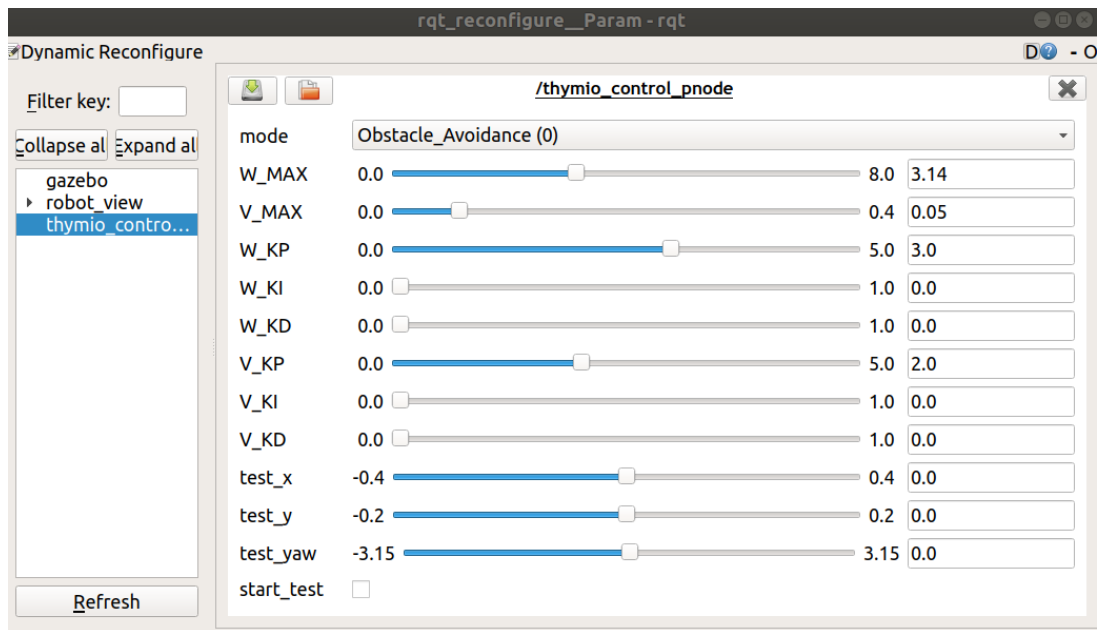 rqt_reconfigure__Param - rqt
Dynamic Reconfigure
D? - O
Filter key:
Collapse al Expand al
gazebo
robot_view
thymio_contro...
Refresh
/thymio_control_pnode
mode Obstacle_Avoidance (0)
W_MAX 0.0 8.0 3.14
V_MAX 0.0 0.4 0.05
W_KP 0.0 5.0 3.0
W_KI 0.0 1.0 0.0
W_KD 0.0 1.0 0.0
V_KP 0.0 5.0 2.0
V_KI 0.0 1.0 0.0
V_KD 0.0 1.0 0.0
test_x -0.4 0.4 0.0
test_y -0.2 0.2 0.0
test_yaw -3.15 3.15 0.0
start_test